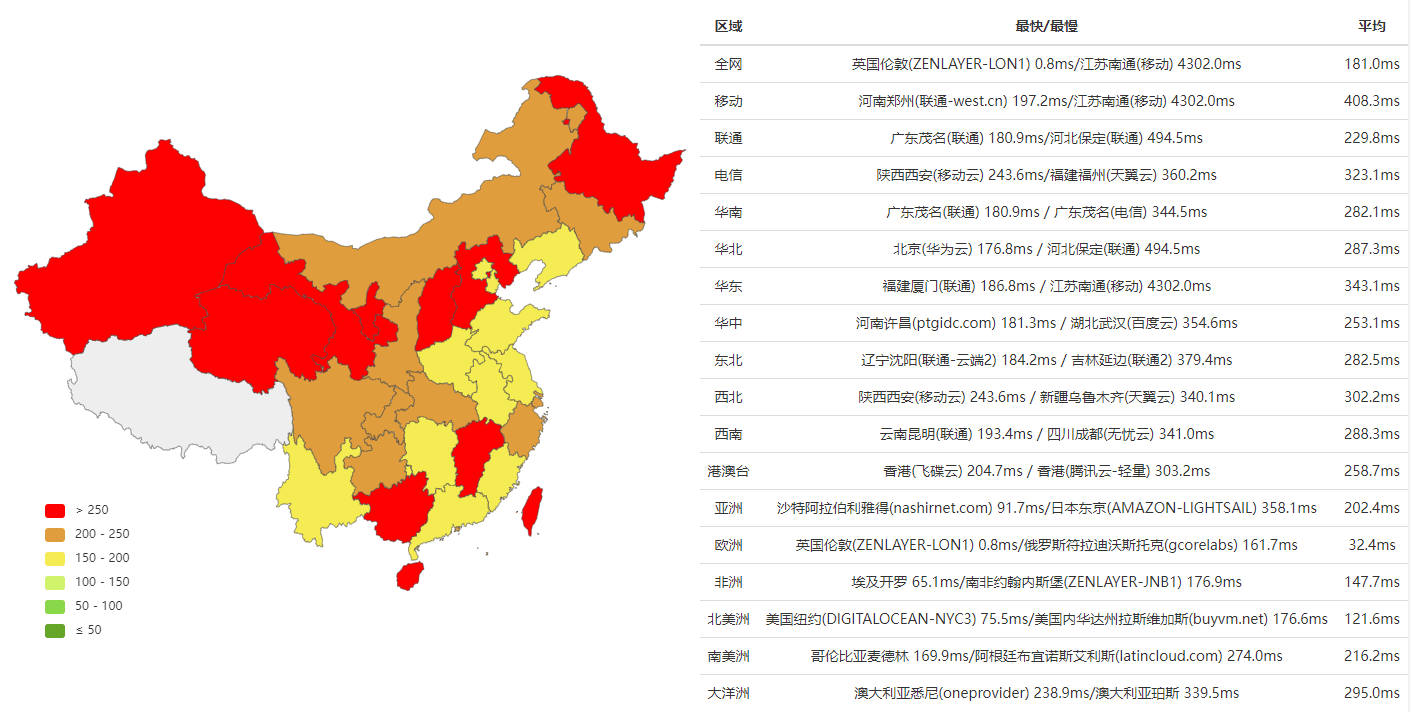 区域 最快/最慢 平均
全网 英国伦敦(ZENLAYER-LON1) 0.8ms/江苏南通(移动) 4302.0ms 181.0ms
移动 河南郑州(联通-west.cn) 197.2ms/江苏南通(移动) 4302.0ms 408.3ms
联通 广东茂名(联通) 180.9ms/河北保定(联通) 494.5ms 229.8ms
电信 陕西西安(移动云) 243.6ms/福建福州(天翼云) 360.2ms 323.1ms
华南 广东茂名(联通) 180.9ms / 广东茂名(电信) 344.5ms 282.1ms
华北 北京(华为云) 176.8ms / 河北保定(联通) 494.5ms 287.3ms
华东 福建厦门(联通) 186.8ms / 江苏南通(移动) 4302.0ms 343.1ms
华中 河南许昌(ptgidc.com) 181.3ms / 湖北武汉(百度云) 354.6ms 253.1ms
东北 辽宁沈阳(联通-云端2) 184.2ms / 吉林延边(联通2) 379.4ms 282.5ms
西北 陕西西安(移动云) 243.6ms / 新疆乌鲁木齐(天翼云) 340.1ms 302.2ms
西南 云南昆明(联通) 193.4ms / 四川成都(无忧云) 341.0ms 288.3ms
港澳台 香港(飞碟云) 204.7ms / 香港(腾讯云-轻量) 303.2ms 258.7ms
亚洲 沙特阿拉伯利雅得(nashirnet.com) 91.7ms/日本东京(AMAZON-LIGHTSAIL) 358.1ms 202.4ms
欧洲 英国伦敦(ZENLAYER-LON1) 0.8ms/俄罗斯符拉迪沃斯托克(gcorelabs) 161.7ms 32.4ms
非洲 埃及开罗 65.1ms/南非约翰内斯堡(ZENLAYER-JNB1) 176.9ms 147.7ms
北美洲 美国纽约(DIGITALOCEAN-NYC3) 75.5ms/美国内华达州拉斯维加斯(buyvm.net) 176.6ms 121.6ms
南美洲 哥伦比亚麦德林 169.9ms/阿根廷布宜诺斯艾利斯(latincloud.com) 274.0ms 216.2ms
大洋洲 澳大利亚悉尼(oneprovider) 238.9ms/澳大利亚珀斯 339.5ms 295.0ms
> 250
200 - 250
150 - 200
100 - 150
50 - 100
≤ 50